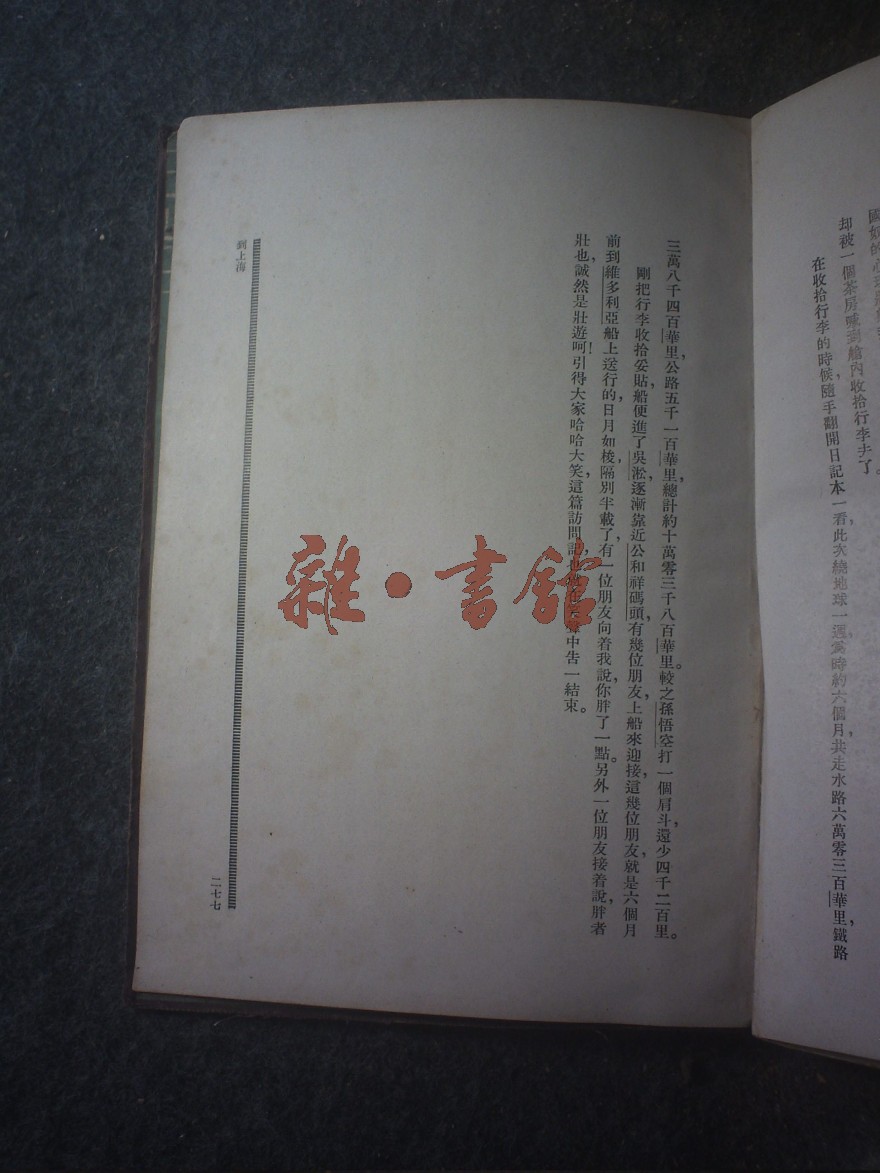 却被一個茶房喊到艙內收拾行李去了。
在收拾行李的時候，隨手翻開日記本一看，此次繞地球一週，爲時約六個月，共走水路六萬零三百華里，鐵路
三萬八千四百華里，公路五千一百華里，總計約十萬零三千八百華里。較之孫悟空打一個肩斗，還少四千二百里。
剛把行李收拾妥貼，船便進了吳淞，逐漸靠近公和祥碼頭，有幾位朋友上船來迎接，這幾位朋友就是六個月
前到維多利亞船上送行的，日月如梭，隔別半載了，有一位朋友向着我說，你胖了一點。另外一位朋友接着說，胖者
壯也，誠然是壯遊呵！引得大家哈哈大笑，這篇訪問中告一結束。
到上海
二七七
雜·書館